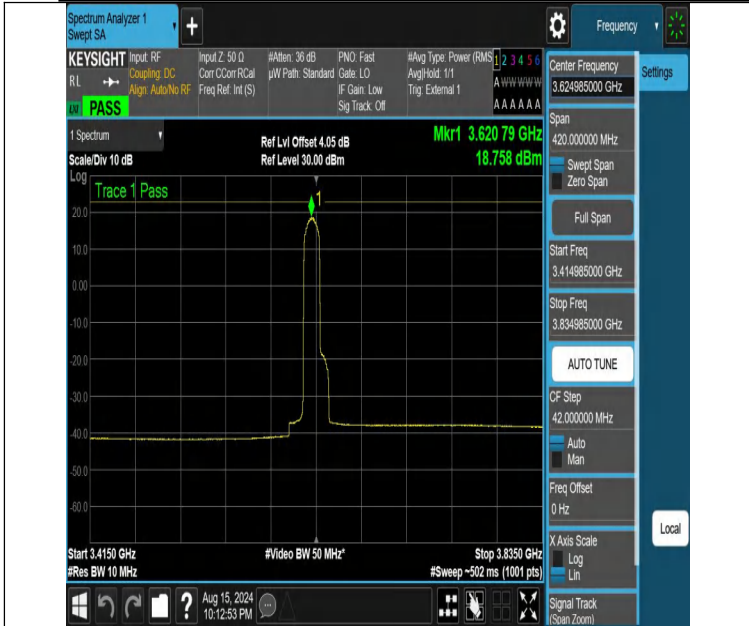 Spectrum Analyzer 1
Swept SA
Frequency
KEYSIGHT
R L
LXI
PASS
Input: RF
Coupling: DC
Align: Auto/No RF
Input Z: 50 Ω
Corr CCorr RCal
Freq Ref: Int (S)
#Atten: 36 dB
µW Path: Standard
PNO: Fast
Gate: LO
IF Gain: Low
Sig Track: Off
#Avg Type: Power (RMS
Avg|Hold: 1/1
Trig: External 1
1 2 3 4 5 6
A W W W W W
A A A A A A
1 Spectrum
Scale/Div 10 dB
Ref Lvl Offset 4.05 dB
Ref Level 30.00 dBm
Mkr1 3.620 79 GHz
18.758 dBm
Log
Trace 1 Pass
1
20.0
10.0
0.00
-10.0
-20.0
-30.0
-40.0
-50.0
-60.0
Start 3.4150 GHz
#Res BW 10 MHz
#Video BW 50 MHz*
Stop 3.8350 GHz
#Sweep ~502 ms (1001 pts)
Aug 15, 2024
10:12:53 PM
Center Frequency
3.624985000 GHz
Settings
Span
420.000000 MHz
Swept Span
Zero Span
Full Span
Start Freq
3.414985000 GHz
Stop Freq
3.834985000 GHz
AUTO TUNE
CF Step
42.000000 MHz
Auto
Man
Freq Offset
0 Hz
X Axis Scale
Log
Lin
Local
Signal Track
(Span Zoom)